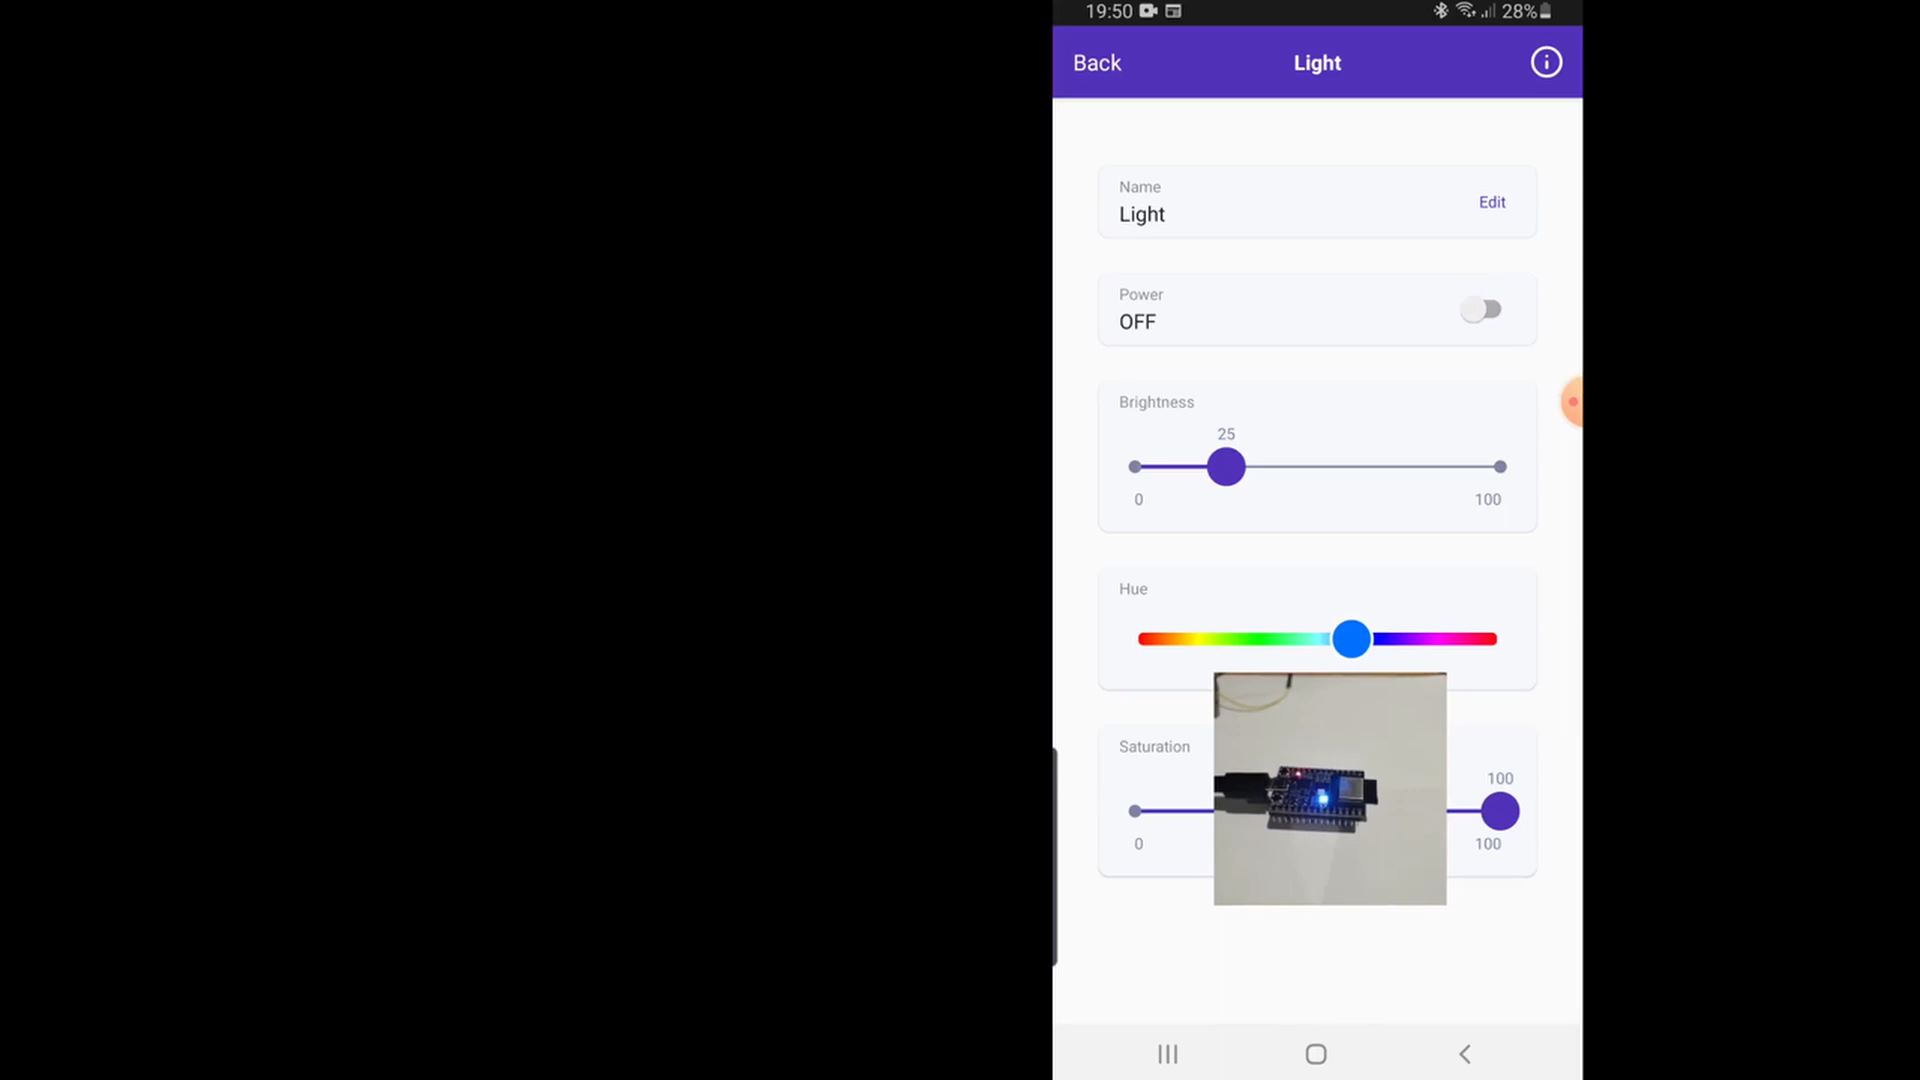 19:50 28%
Back Light
Name
Light Edit
Power
OFF
Brightness
25
0 100
Hue
Saturation
100
0 100